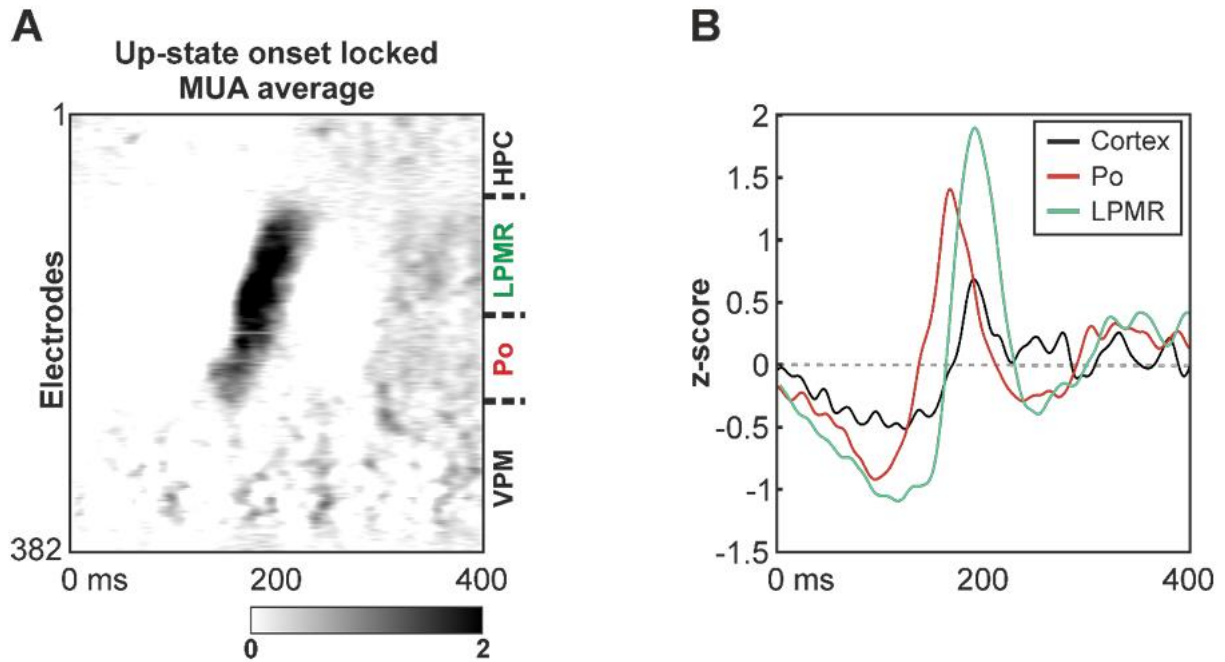 A
Up-state onset locked
MUA average
1
Electrodes
382
HPC
LPMR
Po
VPM
0 ms
200
400
0
2
B
z-score
2
1.5
1
0.5
0
-0.5
-1
-1.5
Cortex
Po
LPMR
0 ms
200
400